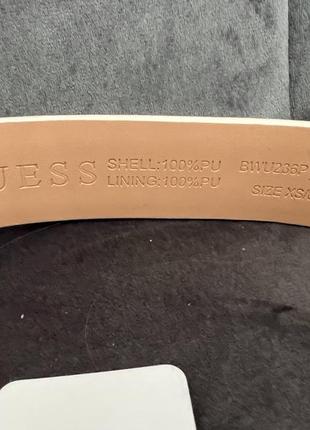 UESS
SHELL:100%PU
LINING:100%PU
BWU236P
SIZE XS/